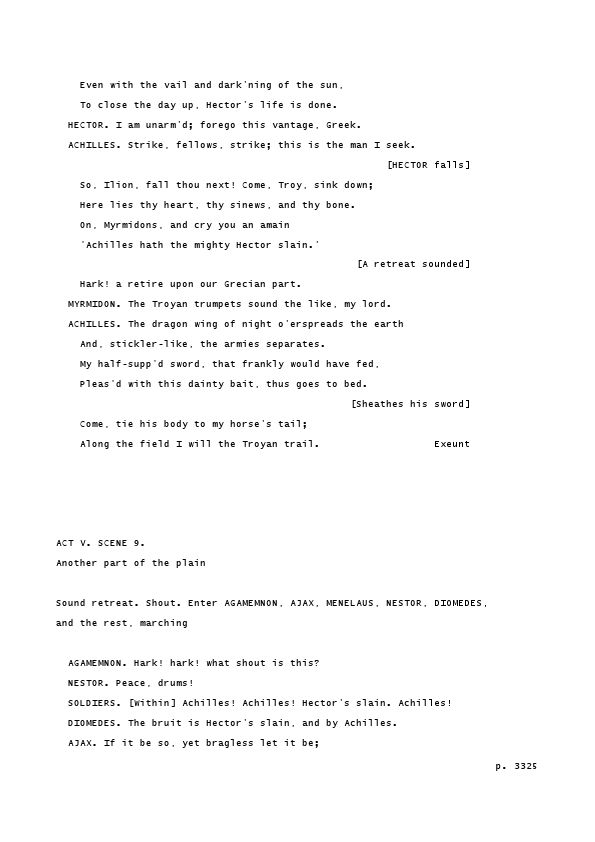 Even with the vail and dark'ning of the sun,
To close the day up, Hector's life is done.
HECTOR. I am unarm'd; forego this vantage, Greek.
ACHILLES. Strike, fellows, strike; this is the man I seek.
[HECTOR falls]
So, Ilion, fall thou next! Come, Troy, sink down;
Here lies thy heart, thy sinews, and thy bone.
On, Myrmidons, and cry you an amain
'Achilles hath the mighty Hector slain.'
[A retreat sounded]
Hark! a retire upon our Grecian part.
MYRMIDON. The Troyan trumpets sound the like, my lord.
ACHILLES. The dragon wing of night o'erspreads the earth
And, stickler-like, the armies separates.
My half-supp'd sword, that frankly would have fed,
Pleas'd with this dainty bait, thus goes to bed.
[Sheathes his sword]
Come, tie his body to my horse's tail;
Along the field I will the Troyan trail. Exeunt
ACT V. SCENE 9.
Another part of the plain
Sound retreat. Shout. Enter AGAMEMNON, AJAX, MENELAUS, NESTOR, DIOMEDES,
and the rest, marching
AGAMEMNON. Hark! hark! what shout is this?
NESTOR. Peace, drums!
SOLDIERS. [Within] Achilles! Achilles! Hector's slain. Achilles!
DIOMEDES. The bruit is Hector's slain, and by Achilles.
AJAX. If it be so, yet bragless let it be;
p. 3325